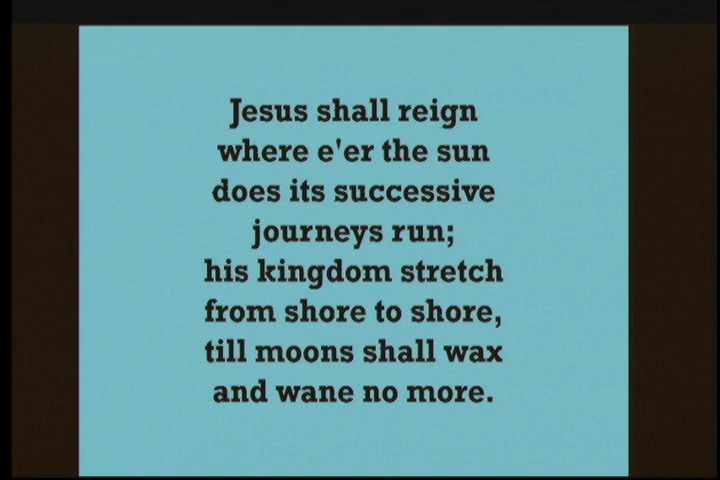 Jesus shall reign
where e'er the sun
does its successive
journeys run;
his kingdom stretch
from shore to shore,
till moons shall wax
and wane no more.